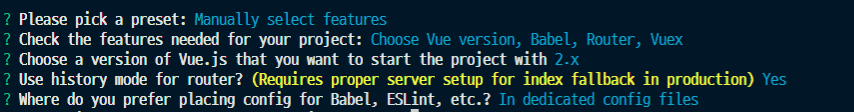 ? Please pick a preset: Manually select features
? Check the features needed for your project: Choose Vue version, Babel, Router, Vuex
? Choose a version of Vue.js that you want to start the project with 2.x
? Use history mode for router? (Requires proper server setup for index fallback in production) Yes
? Where do you prefer placing config for Babel, ESLint, etc.? In dedicated config files